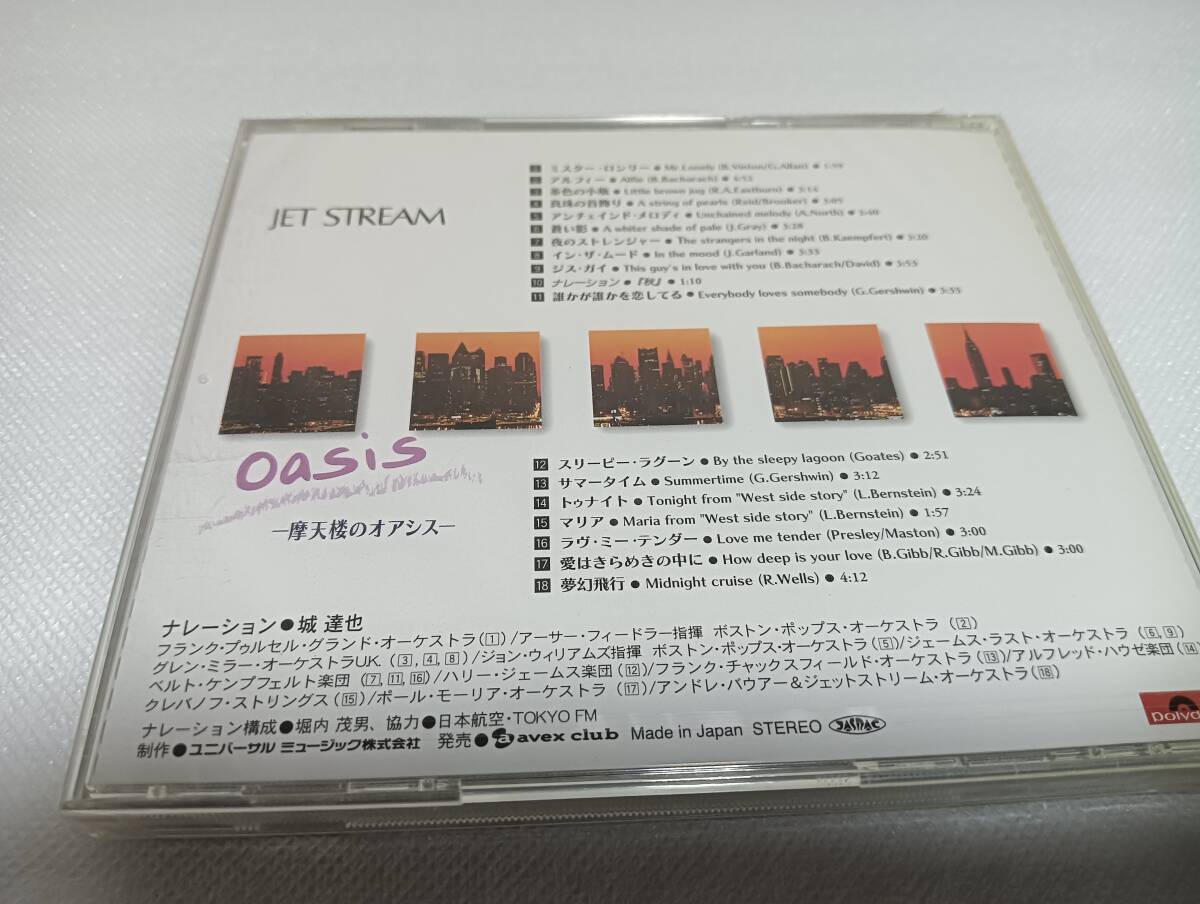 JET STREAM
1 ミスター・ロンリー ● Mr.Lonely (B.Vinton/G.Allan) ●
2 アルフィー ● Alfie (B.Bacharach) ●
3 茶色の小瓶 ● Little brown jug (R.A.Easthurn) ● 3:14
4 真珠の首飾り ● A string of pearls (Reid/Brooker) ● 3:05
5 アンチェインド・メロディ ● Unchained melody (A.North) ● 3:40
6 蒼い影 ● A whiter shade of pale (J.Gray) ● 3:28
7 夜のストレンジャー ● The strangers in the night (B.Kaempfert) ● 3:20
8 イン・ザ・ムード ● In the mood (J.Garland) ● 3:33
9 ジス・ガイ ● This guy's in love with you (B.Bacharach/David) ● 3:55
10 ナレーション ● 『秋』 ● 1:10
11 誰かが誰かを恋してる ● Everybody loves somebody (G.Gershwin) ● 3:35
oasis
―摩天楼のオアシス―
12 スリーピー・ラグーン ● By the sleepy lagoon (Goates) ● 2:51
13 サマータイム ● Summertime (G.Gershwin) ● 3:12
14 トゥナイト ● Tonight from "West side story" (L.Bernstein) ● 3:24
15 マリア ● Maria from "West side story" (L.Bernstein) ● 1:57
16 ラヴ・ミー・テンダー ● Love me tender (Presley/Maston) ● 3:00
17 愛はきらめきの中に ● How deep is your love (B.Gibb/R.Gibb/M.Gibb) ● 3:00
18 夢幻飛行 ● Midnight cruise (R.Wells) ● 4:12
ナレーション●城 達也
フランク・プゥルセル・グランド・オーケストラ(1)/アーサー・フィードラー指揮 ボストン・ポップス・オーケストラ (2)/
グレン・ミラー・オーケストラUK. (3,4,8)/ジョン・ウィリアムズ指揮 ボストン・ポップス・オーケストラ(5)/ジェームス・ラスト・オーケストラ(6,9)/
ベルト・ケンプフェルト楽団 (7,11,16)/ハリー・ジェームス楽団(12)/フランク・チャックスフィールド・オーケストラ(13)/アルフレッド・ハウゼ楽団(14)/
クレバノフ・ストリングス(15)/ポール・モーリア・オーケストラ (17)/アンドレ・バウアー&ジェットストリーム・オーケストラ(18)
ナレーション構成●堀内 茂男、協力●日本航空・TOKYO FM
制作●ユニバーサル ミュージック株式会社 発売●avex club Made in Japan STEREO JASRAC